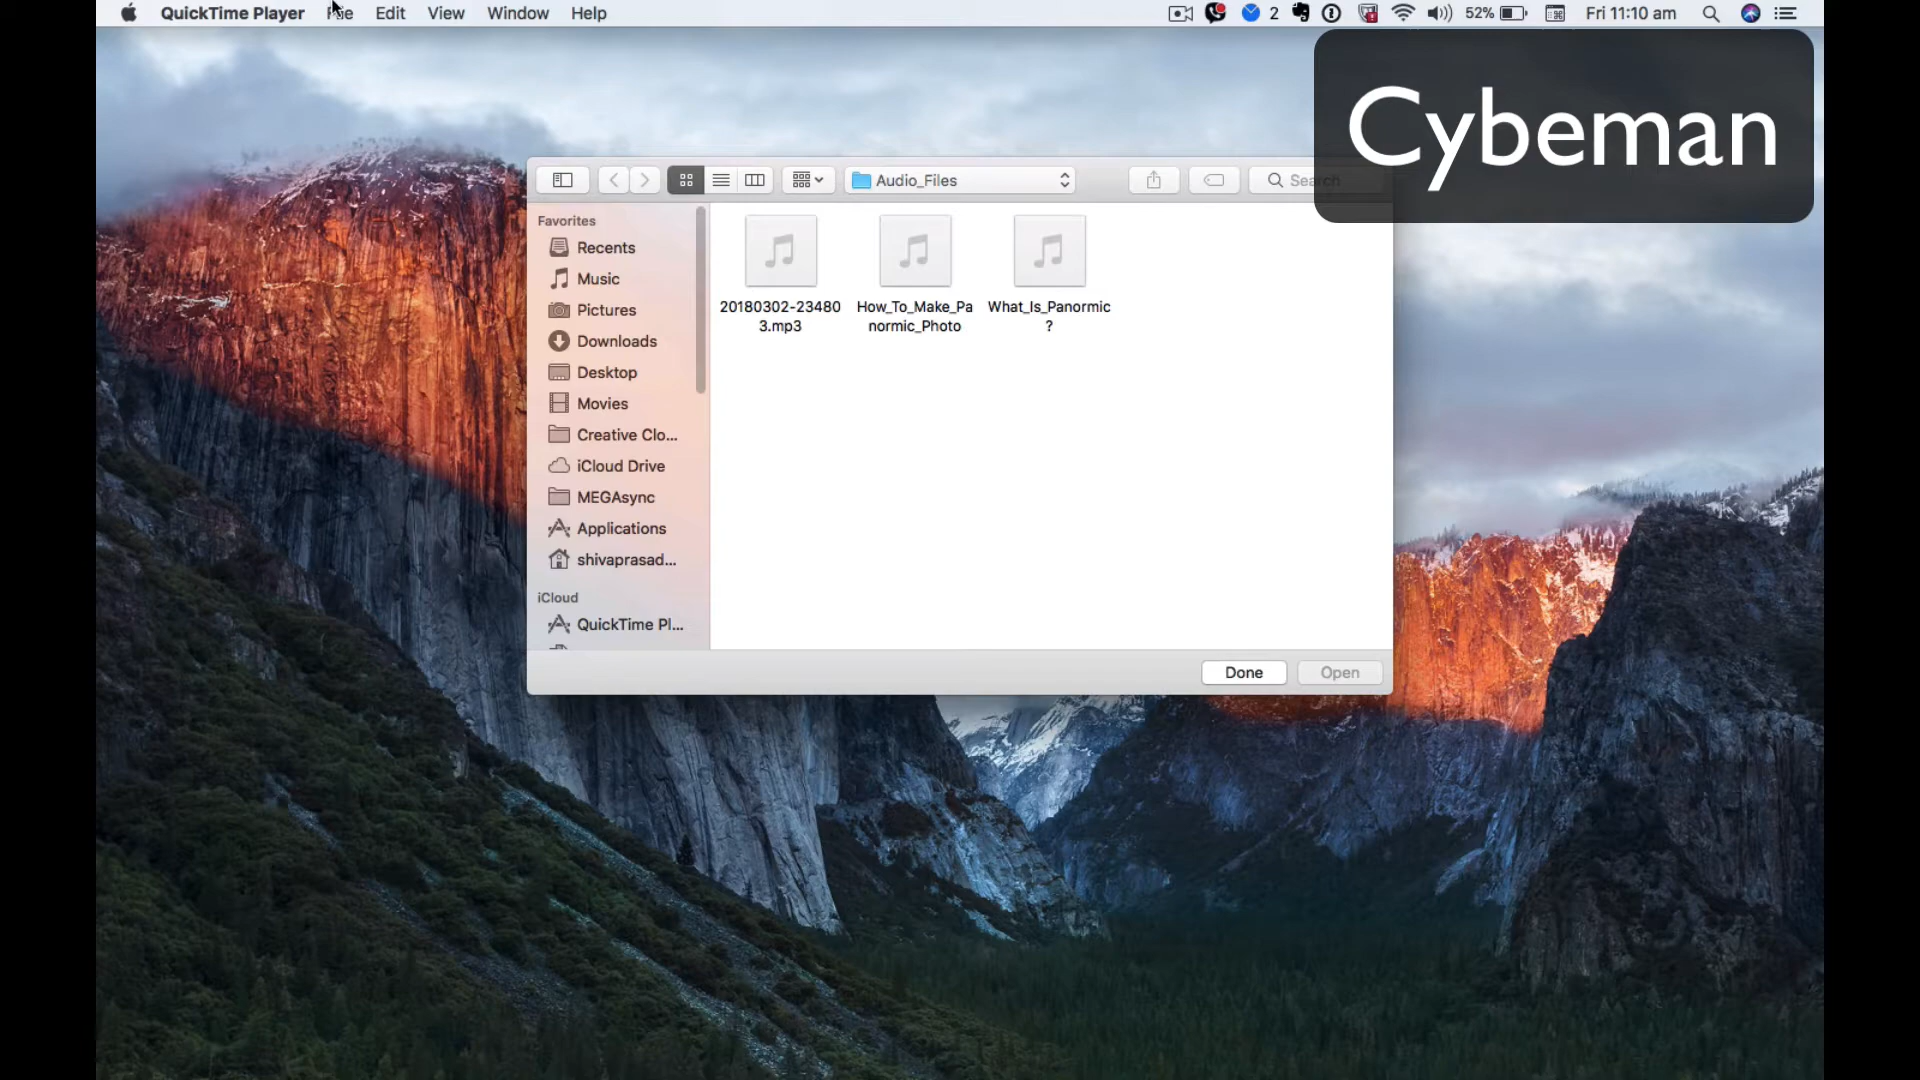 QuickTime Player File Edit View Window Help 2 52% Fri 11:10 am
Cybeman
Audio_Files
Search
Favorites
Recents
Music
Pictures
Downloads
Desktop
Movies
Creative Clo...
iCloud Drive
MEGAsync
Applications
shivaprasad...
iCloud
QuickTime Pl...
20180302-23480
3.mp3
How_To_Make_Pa
normic_Photo
What_Is_Panormic
?
Done
Open